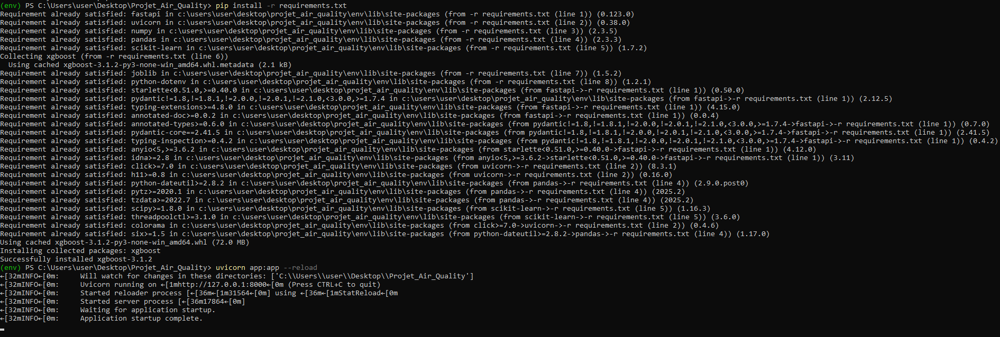 (env) PS C:\Users\user\Desktop\Projet_Air_Quality> pip install -r requirements.txt
Requirement already satisfied: fastapi in c:\users\user\desktop\projet_air_quality\env\lib\site-packages (from -r requirements.txt (line 1)) (0.123.0)
Requirement already satisfied: uvicorn in c:\users\user\desktop\projet_air_quality\env\lib\site-packages (from -r requirements.txt (line 2)) (0.38.0)
Requirement already satisfied: numpy in c:\users\user\desktop\projet_air_quality\env\lib\site-packages (from -r requirements.txt (line 3)) (2.3.5)
Requirement already satisfied: pandas in c:\users\user\desktop\projet_air_quality\env\lib\site-packages (from -r requirements.txt (line 4)) (2.3.3)
Requirement already satisfied: scikit-learn in c:\users\user\desktop\projet_air_quality\env\lib\site-packages (from -r requirements.txt (line 5)) (1.7.2)
Collecting xgboost (from -r requirements.txt (line 6))
  Using cached xgboost-3.1.2-py3-none-win_amd64.whl.metadata (2.1 kB)
Requirement already satisfied: joblib in c:\users\user\desktop\projet_air_quality\env\lib\site-packages (from -r requirements.txt (line 7)) (1.5.2)
Requirement already satisfied: python-dotenv in c:\users\user\desktop\projet_air_quality\env\lib\site-packages (from -r requirements.txt (line 8)) (1.2.1)
Requirement already satisfied: starlette<0.51.0,>=0.40.0 in c:\users\user\desktop\projet_air_quality\env\lib\site-packages (from fastapi->-r requirements.txt (line 1)) (0.50.0)
Requirement already satisfied: pydantic!=1.8,!=1.8.1,!=2.0.0,!=2.0.1,!=2.1.0,<3.0.0,>=1.7.4 in c:\users\user\desktop\projet_air_quality\env\lib\site-packages (from fastapi->-r requirements.txt (line 1)) (2.12.5)
Requirement already satisfied: typing-extensions>=4.8.0 in c:\users\user\desktop\projet_air_quality\env\lib\site-packages (from fastapi->-r requirements.txt (line 1)) (4.15.0)
Requirement already satisfied: annotated-doc>=0.0.2 in c:\users\user\desktop\projet_air_quality\env\lib\site-packages (from fastapi->-r requirements.txt (line 1)) (0.0.4)
Requirement already satisfied: annotated-types>=0.6.0 in c:\users\user\desktop\projet_air_quality\env\lib\site-packages (from pydantic!=1.8,!=1.8.1,!=2.0.0,!=2.0.1,!=2.1.0,<3.0.0,>=1.7.4->fastapi->-r requirements.txt (line 1)) (0.7.0)
Requirement already satisfied: pydantic-core==2.41.5 in c:\users\user\desktop\projet_air_quality\env\lib\site-packages (from pydantic!=1.8,!=1.8.1,!=2.0.0,!=2.0.1,!=2.1.0,<3.0.0,>=1.7.4->fastapi->-r requirements.txt (line 1)) (2.41.5)
Requirement already satisfied: typing-inspection>=0.4.2 in c:\users\user\desktop\projet_air_quality\env\lib\site-packages (from pydantic!=1.8,!=1.8.1,!=2.0.0,!=2.0.1,!=2.1.0,<3.0.0,>=1.7.4->fastapi->-r requirements.txt (line 1)) (0.4.2)
Requirement already satisfied: anyio<5,>=3.6.2 in c:\users\user\desktop\projet_air_quality\env\lib\site-packages (from starlette<0.51.0,>=0.40.0->fastapi->-r requirements.txt (line 1)) (4.12.0)
Requirement already satisfied: idna>=2.8 in c:\users\user\desktop\projet_air_quality\env\lib\site-packages (from anyio<5,>=3.6.2->starlette<0.51.0,>=0.40.0->fastapi->-r requirements.txt (line 1)) (3.11)
Requirement already satisfied: click>=7.0 in c:\users\user\desktop\projet_air_quality\env\lib\site-packages (from uvicorn->-r requirements.txt (line 2)) (8.3.1)
Requirement already satisfied: h11>=0.8 in c:\users\user\desktop\projet_air_quality\env\lib\site-packages (from uvicorn->-r requirements.txt (line 2)) (0.16.0)
Requirement already satisfied: python-dateutil>=2.8.2 in c:\users\user\desktop\projet_air_quality\env\lib\site-packages (from pandas->-r requirements.txt (line 4)) (2.9.0.post0)
Requirement already satisfied: pytz>=2020.1 in c:\users\user\desktop\projet_air_quality\env\lib\site-packages (from pandas->-r requirements.txt (line 4)) (2025.2)
Requirement already satisfied: tzdata>=2022.7 in c:\users\user\desktop\projet_air_quality\env\lib\site-packages (from pandas->-r requirements.txt (line 4)) (2025.2)
Requirement already satisfied: scipy>=1.8.0 in c:\users\user\desktop\projet_air_quality\env\lib\site-packages (from scikit-learn->-r requirements.txt (line 5)) (1.16.3)
Requirement already satisfied: threadpoolctl>=3.1.0 in c:\users\user\desktop\projet_air_quality\env\lib\site-packages (from scikit-learn->-r requirements.txt (line 5)) (3.6.0)
Requirement already satisfied: colorama in c:\users\user\desktop\projet_air_quality\env\lib\site-packages (from click>=7.0->uvicorn->-r requirements.txt (line 2)) (0.4.6)
Requirement already satisfied: six>=1.5 in c:\users\user\desktop\projet_air_quality\env\lib\site-packages (from python-dateutil>=2.8.2->pandas->-r requirements.txt (line 4)) (1.17.0)
Using cached xgboost-3.1.2-py3-none-win_amd64.whl (72.0 MB)
Installing collected packages: xgboost
Successfully installed xgboost-3.1.2
(env) PS C:\Users\user\Desktop\Projet_Air_Quality> uvicorn app:app --reload
←[32mINFO←[0m:     Will watch for changes in these directories: ['C:\\Users\\user\\Desktop\\Projet_Air_Quality']
←[32mINFO←[0m:     Uvicorn running on ←[1mhttp://127.0.0.1:8000←[0m (Press CTRL+C to quit)
←[32mINFO←[0m:     Started reloader process [←[36m←[1m31564←[0m] using ←[36m←[1mStatReload←[0m
←[32mINFO←[0m:     Started server process [←[36m17864←[0m]
←[32mINFO←[0m:     Waiting for application startup.
←[32mINFO←[0m:     Application startup complete.